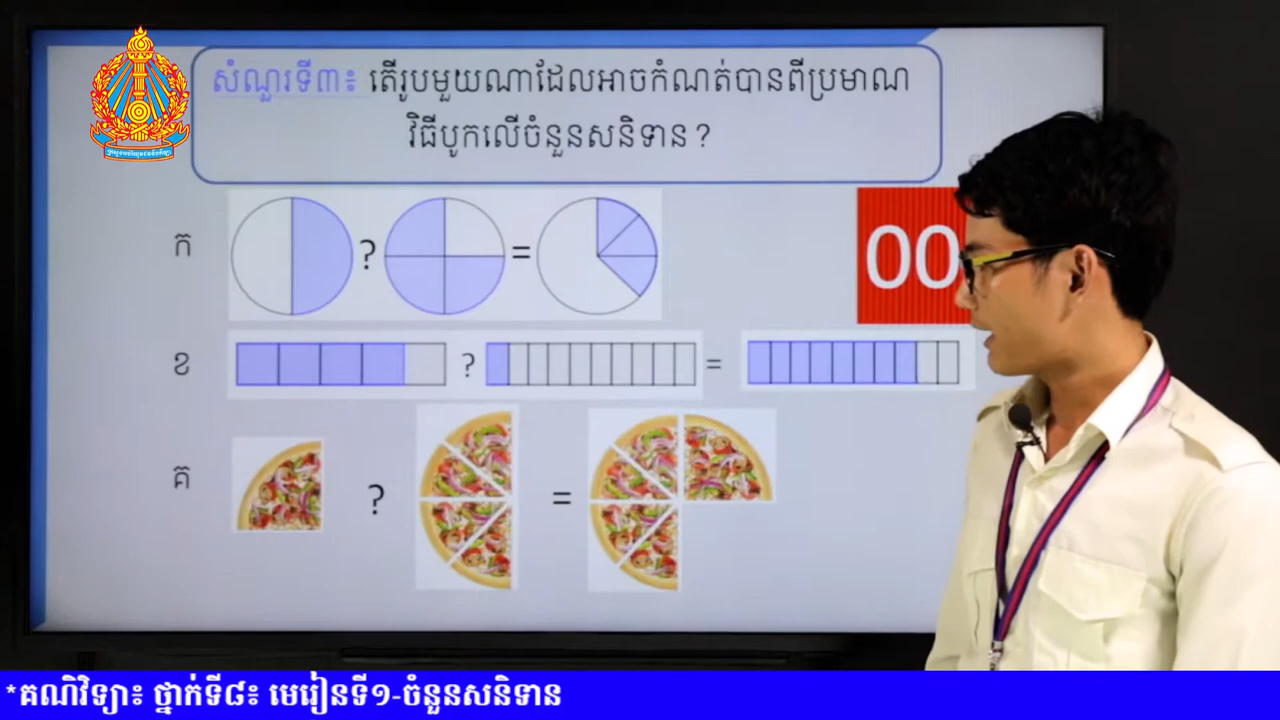 សំណួរទី៣៖ តើរូបមួយណាដែលអាចកំណត់បានពីប្រមាណ
វិធីបូកលើចំនួនសនិទាន ?
ក
? =
00
ខ
? =
គ
? =
*គណិវិទ្យា៖ ថ្នាក់ទី៨៖ មេរៀនទី១-ចំនួនសនិទាន